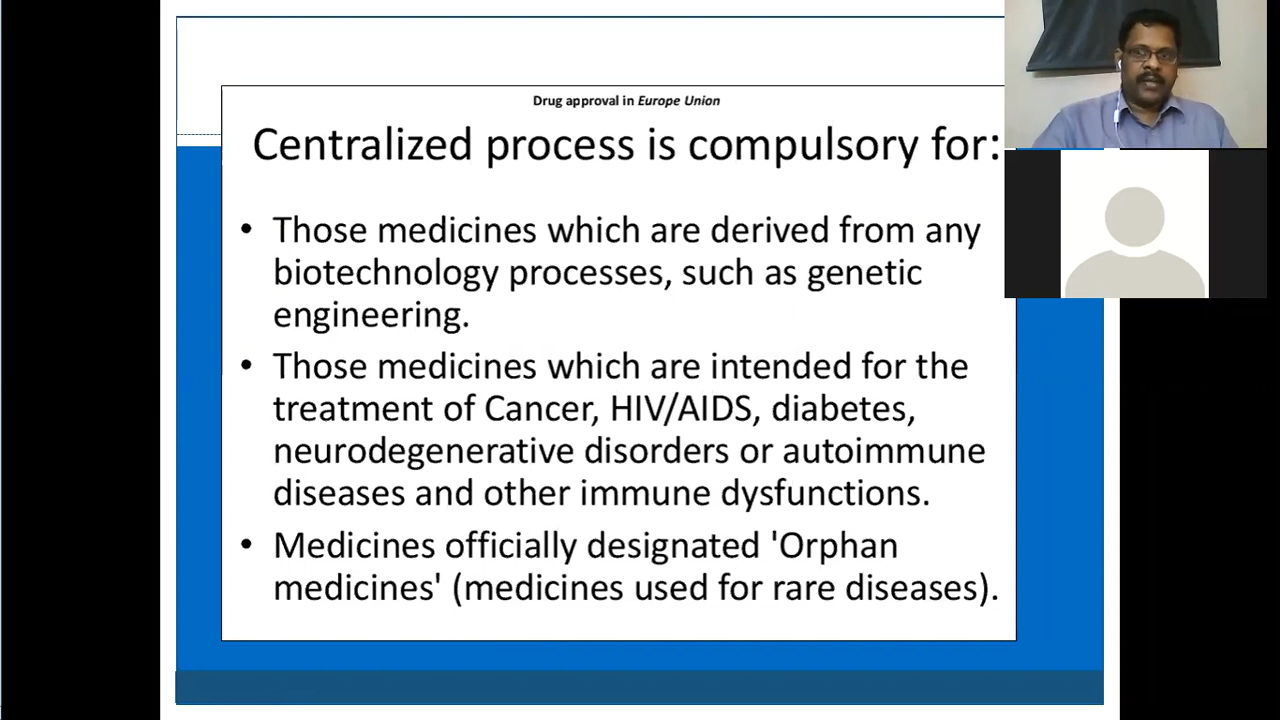 Drug approval in Europe Union
Centralized process is compulsory for:
• Those medicines which are derived from any
biotechnology processes, such as genetic
engineering.
• Those medicines which are intended for the
treatment of Cancer, HIV/AIDS, diabetes,
neurodegenerative disorders or autoimmune
diseases and other immune dysfunctions.
• Medicines officially designated 'Orphan
medicines' (medicines used for rare diseases).